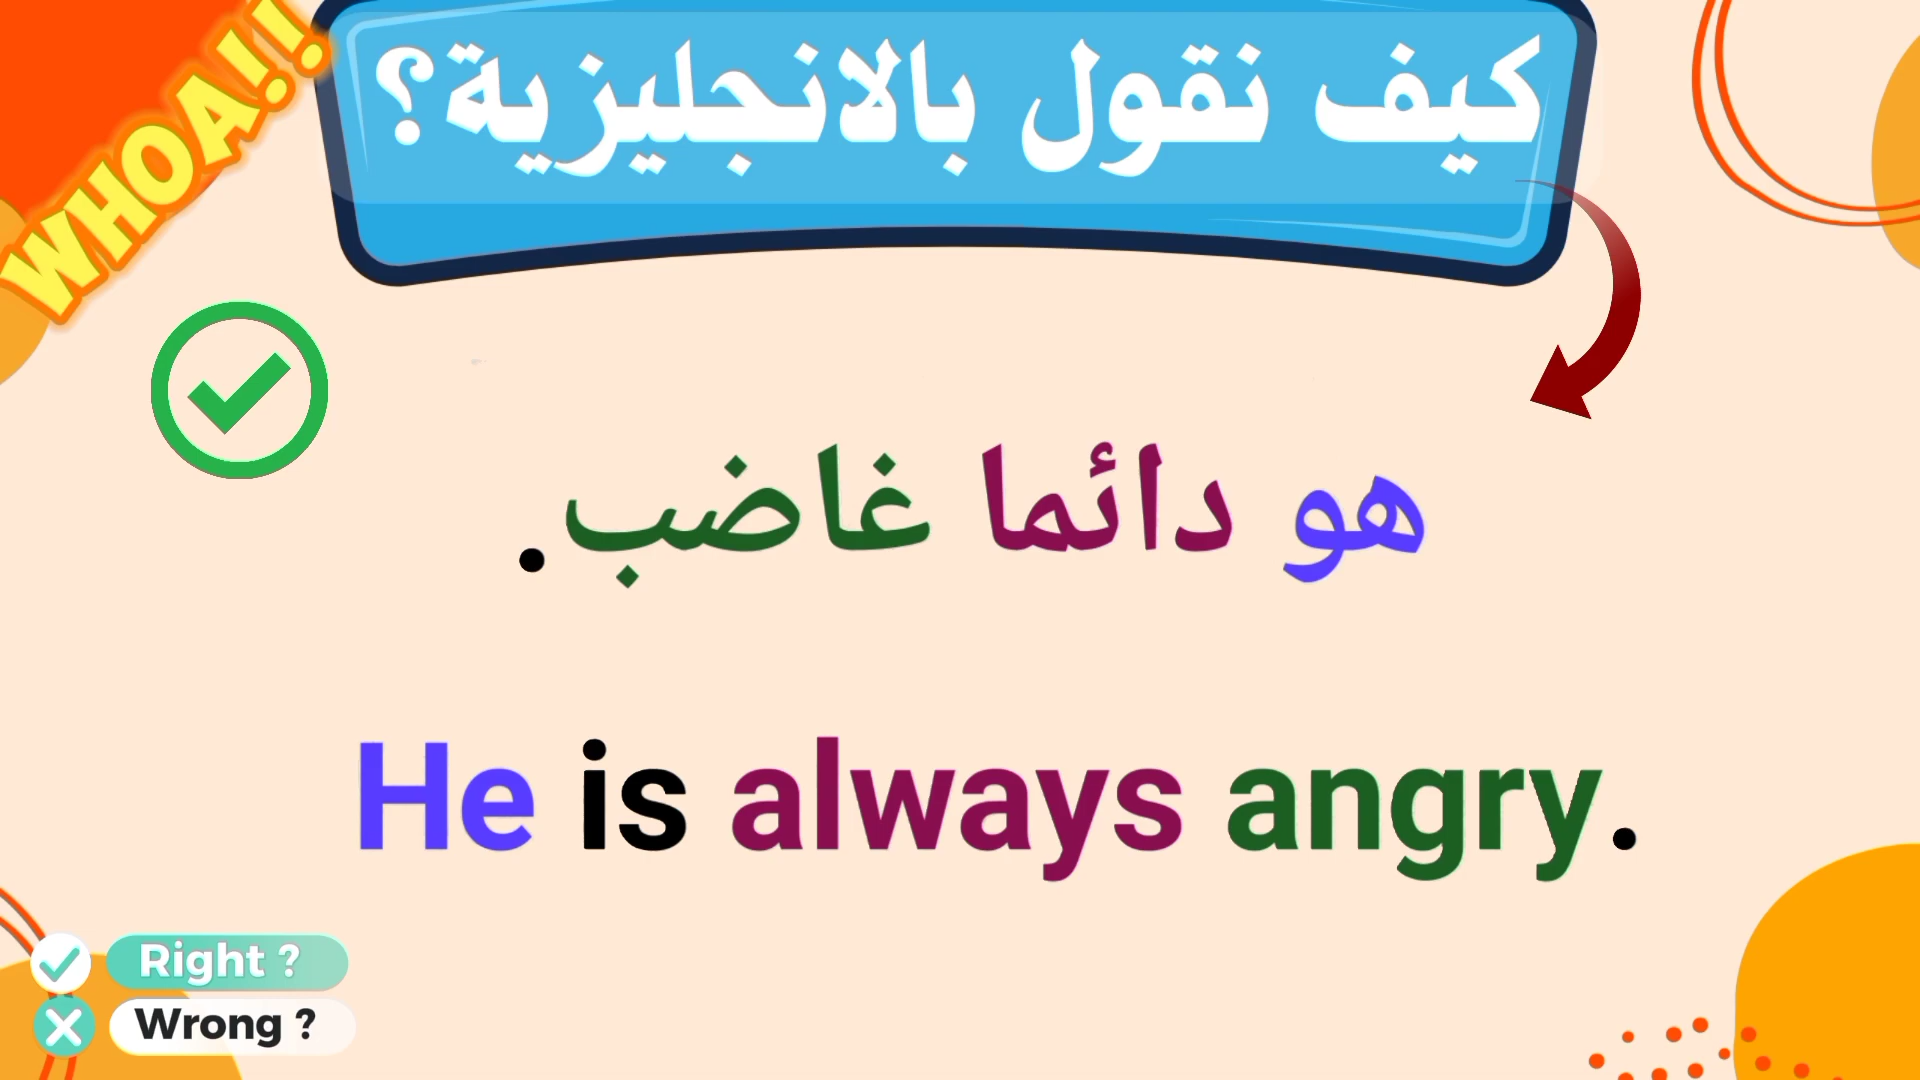 WHOA!!
كيف نقول بالانجليزية؟
هو دائما غاضب.
He is always angry.
Right ?
Wrong ?